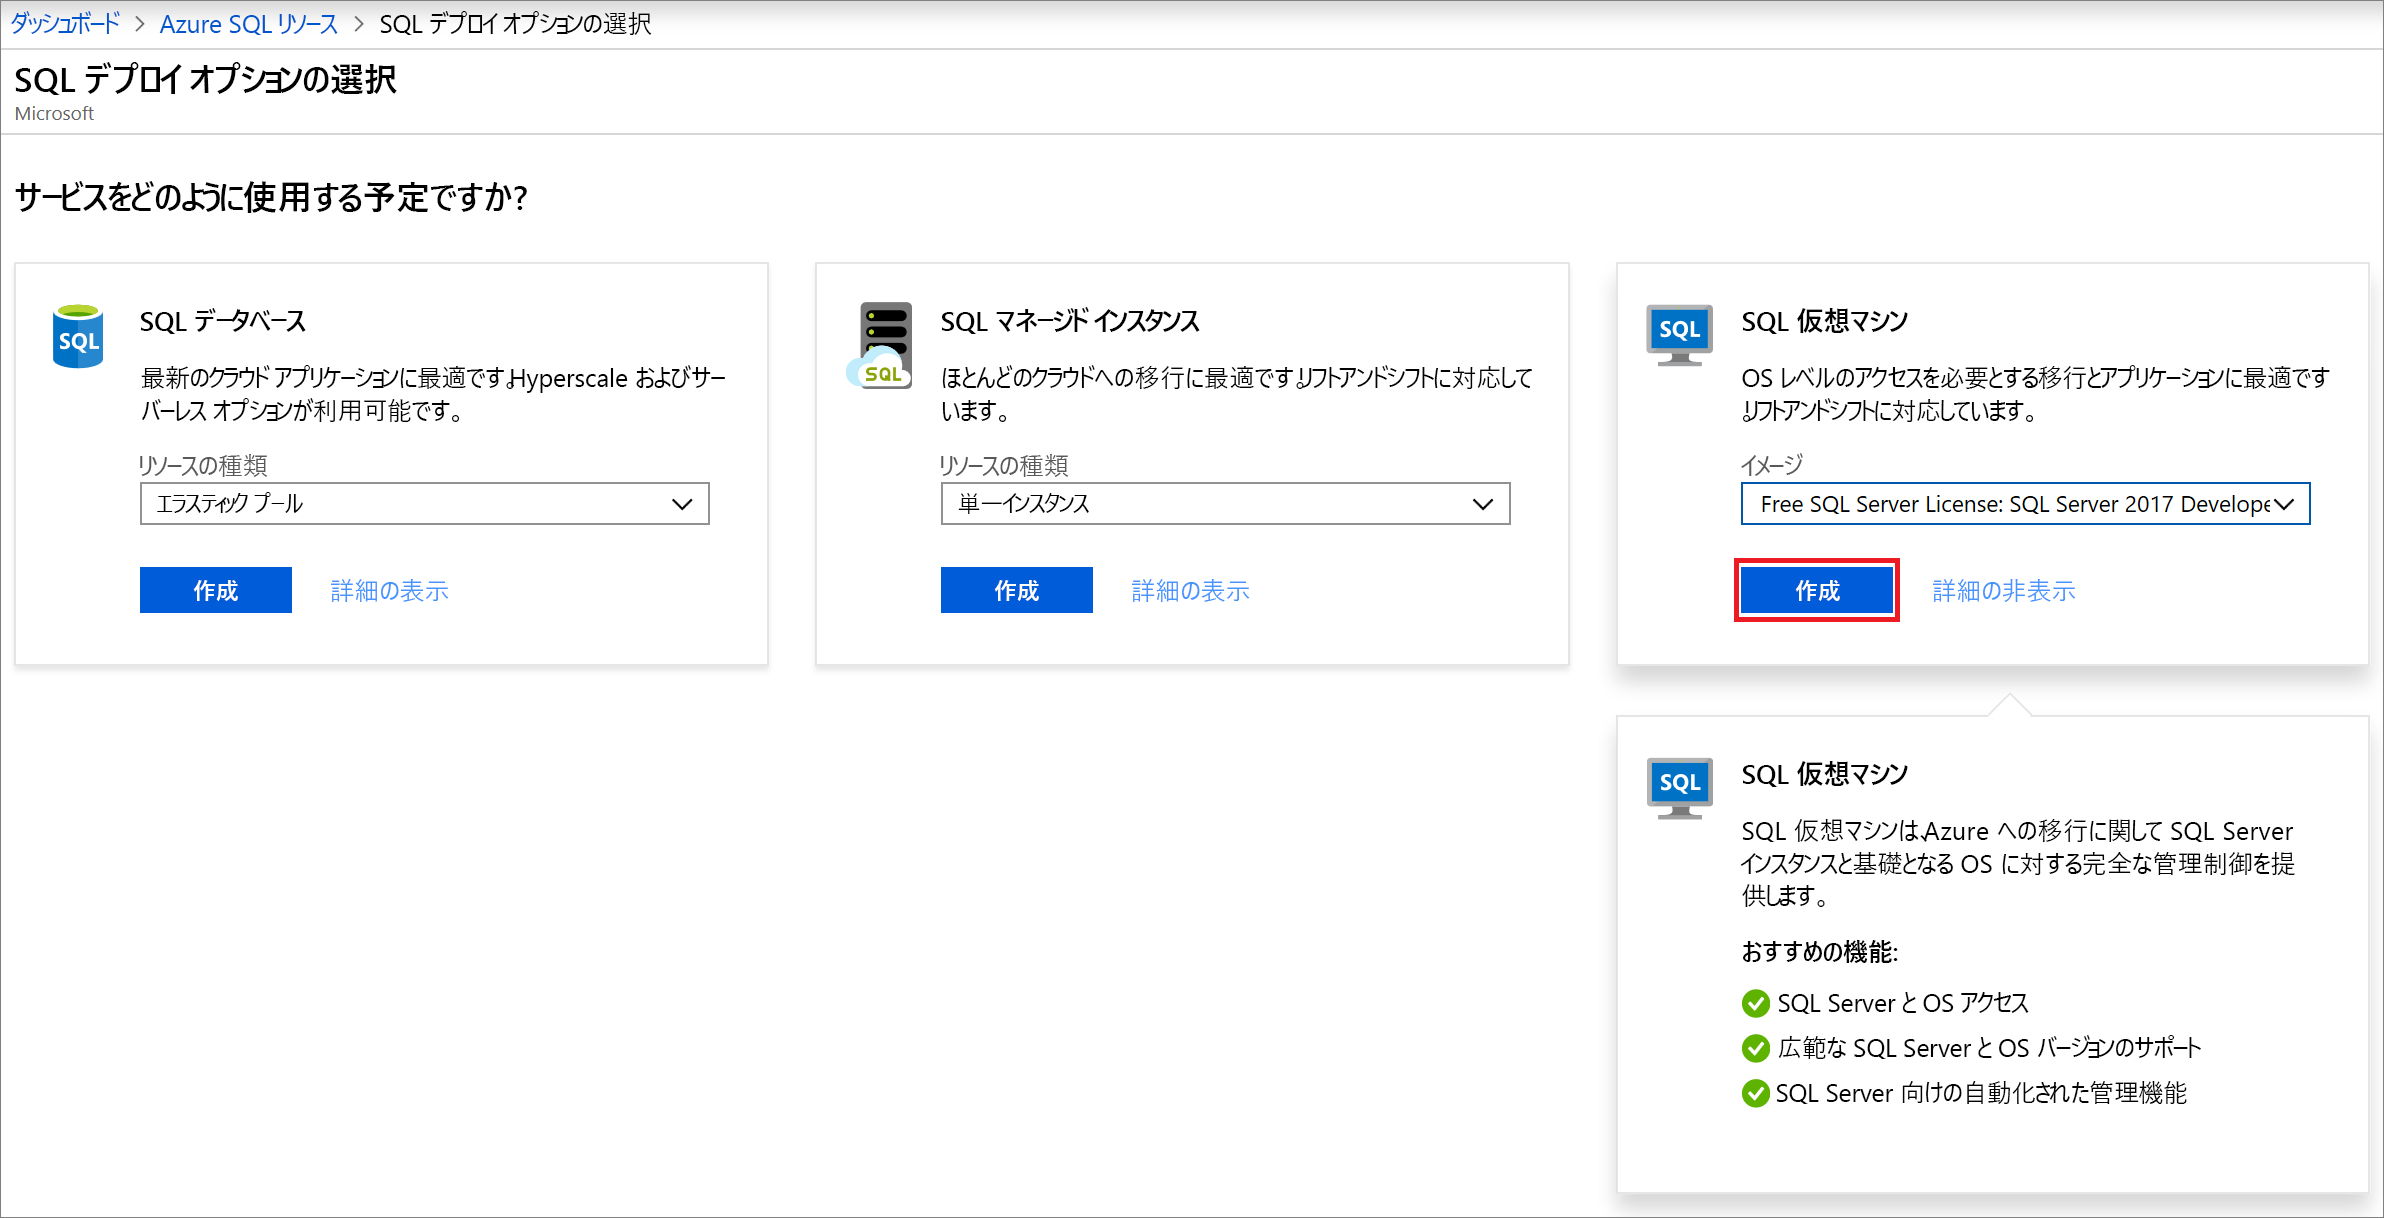 ダッシュボード > Azure SQL リソース > SQL デプロイ オプションの選択
SQL デプロイ オプションの選択
Microsoft
サービスをどのように使用する予定ですか?
SQL
SQL データベース
最新のクラウド アプリケーションに最適です。Hyperscale およびサー
バーレス オプションが利用可能です。
リソースの種類
エラスティック プール
作成
詳細の表示
SQL
SQL マネージド インスタンス
ほとんどのクラウドへの移行に最適です。リフトアンドシフトに対応して
います。
リソースの種類
単一インスタンス
作成
詳細の表示
SQL
SQL 仮想マシン
OS レベルのアクセスを必要とする移行とアプリケーションに最適です
。リフトアンドシフトに対応しています。
イメージ
Free SQL Server License: SQL Server 2017 Develope
作成
詳細の非表示
SQL
SQL 仮想マシン
SQL 仮想マシンは、Azure への移行に関して SQL Server
インスタンスと基礎となる OS に対する完全な管理制御を提
供します。
おすすめの機能:
SQL Server と OS アクセス
広範な SQL Server と OS バージョンのサポート
SQL Server 向けの自動化された管理機能